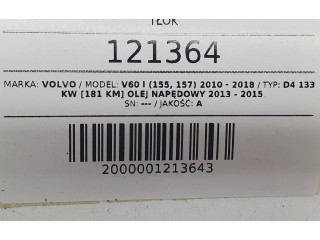 TŁOK
121364
MARKA: VOLVO / MODEL: V60 I (155, 157) 2010 - 2018 / TYP: D4 133
KW [181 KM] OLEJ NAPĘDOWY 2013 - 2015
SN: --- / JAKOŚĆ: A
2000001213643